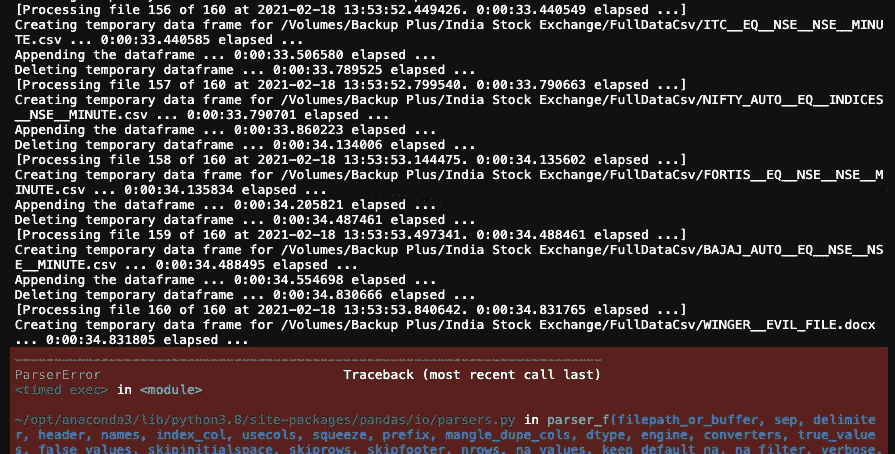 [Processing file 156 of 160 at 2021-02-18 13:53:52.449426. 0:00:33.440549 elapsed ...]
Creating temporary data frame for /Volumes/Backup Plus/India Stock Exchange/FullDataCsv/ITC__EQ__NSE__NSE__MINU
TE.csv ... 0:00:33.440585 elapsed ...
Appending the dataframe ... 0:00:33.506580 elapsed ...
Deleting temporary dataframe ... 0:00:33.789525 elapsed ...
[Processing file 157 of 160 at 2021-02-18 13:53:52.799540. 0:00:33.790663 elapsed ...]
Creating temporary data frame for /Volumes/Backup Plus/India Stock Exchange/FullDataCsv/NIFTY_AUTO__EQ__INDICES
__NSE__MINUTE.csv ... 0:00:33.790701 elapsed ...
Appending the dataframe ... 0:00:33.860223 elapsed ...
Deleting temporary dataframe ... 0:00:34.134006 elapsed ...
[Processing file 158 of 160 at 2021-02-18 13:53:53.144475. 0:00:34.135602 elapsed ...]
Creating temporary data frame for /Volumes/Backup Plus/India Stock Exchange/FullDataCsv/FORTIS__EQ__NSE__NSE__M
INUTE.csv ... 0:00:34.135834 elapsed ...
Appending the dataframe ... 0:00:34.205821 elapsed ...
Deleting temporary dataframe ... 0:00:34.487461 elapsed ...
[Processing file 159 of 160 at 2021-02-18 13:53:53.497341. 0:00:34.488461 elapsed ...]
Creating temporary data frame for /Volumes/Backup Plus/India Stock Exchange/FullDataCsv/BAJAJ_AUTO__EQ__NSE__NS
E__MINUTE.csv ... 0:00:34.488495 elapsed ...
Appending the dataframe ... 0:00:34.554698 elapsed ...
Deleting temporary dataframe ... 0:00:34.830666 elapsed ...
[Processing file 160 of 160 at 2021-02-18 13:53:53.840642. 0:00:34.831765 elapsed ...]
Creating temporary data frame for /Volumes/Backup Plus/India Stock Exchange/FullDataCsv/WINGER__EVIL_FILE.docx
... 0:00:34.831805 elapsed ...
ParserError Traceback (most recent call last)
<timed exec> in <module>
~/opt/anaconda3/lib/python3.8/site-packages/pandas/io/parsers.py in parser_f(filepath_or_buffer, sep, delimite
r, header, names, index_col, usecols, squeeze, prefix, mangle_dupe_cols, dtype, engine, converters, true_value
s, false_values, skipinitialspace, skiprows, skipfooter, nrows, na_values, keep_default_na, na_filter, verbose,